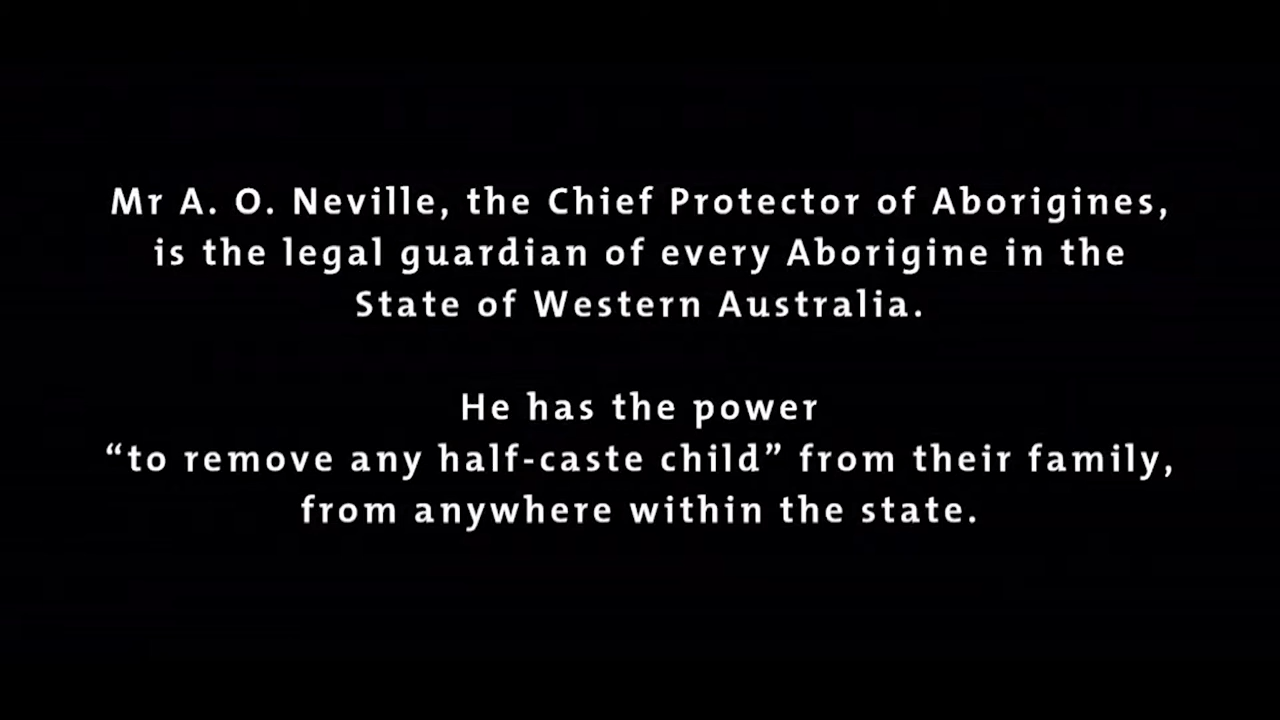 Mr A. O. Neville, the Chief Protector of Aborigines,
is the legal guardian of every Aborigine in the
State of Western Australia.
He has the power
“to remove any half-caste child” from their family,
from anywhere within the state.